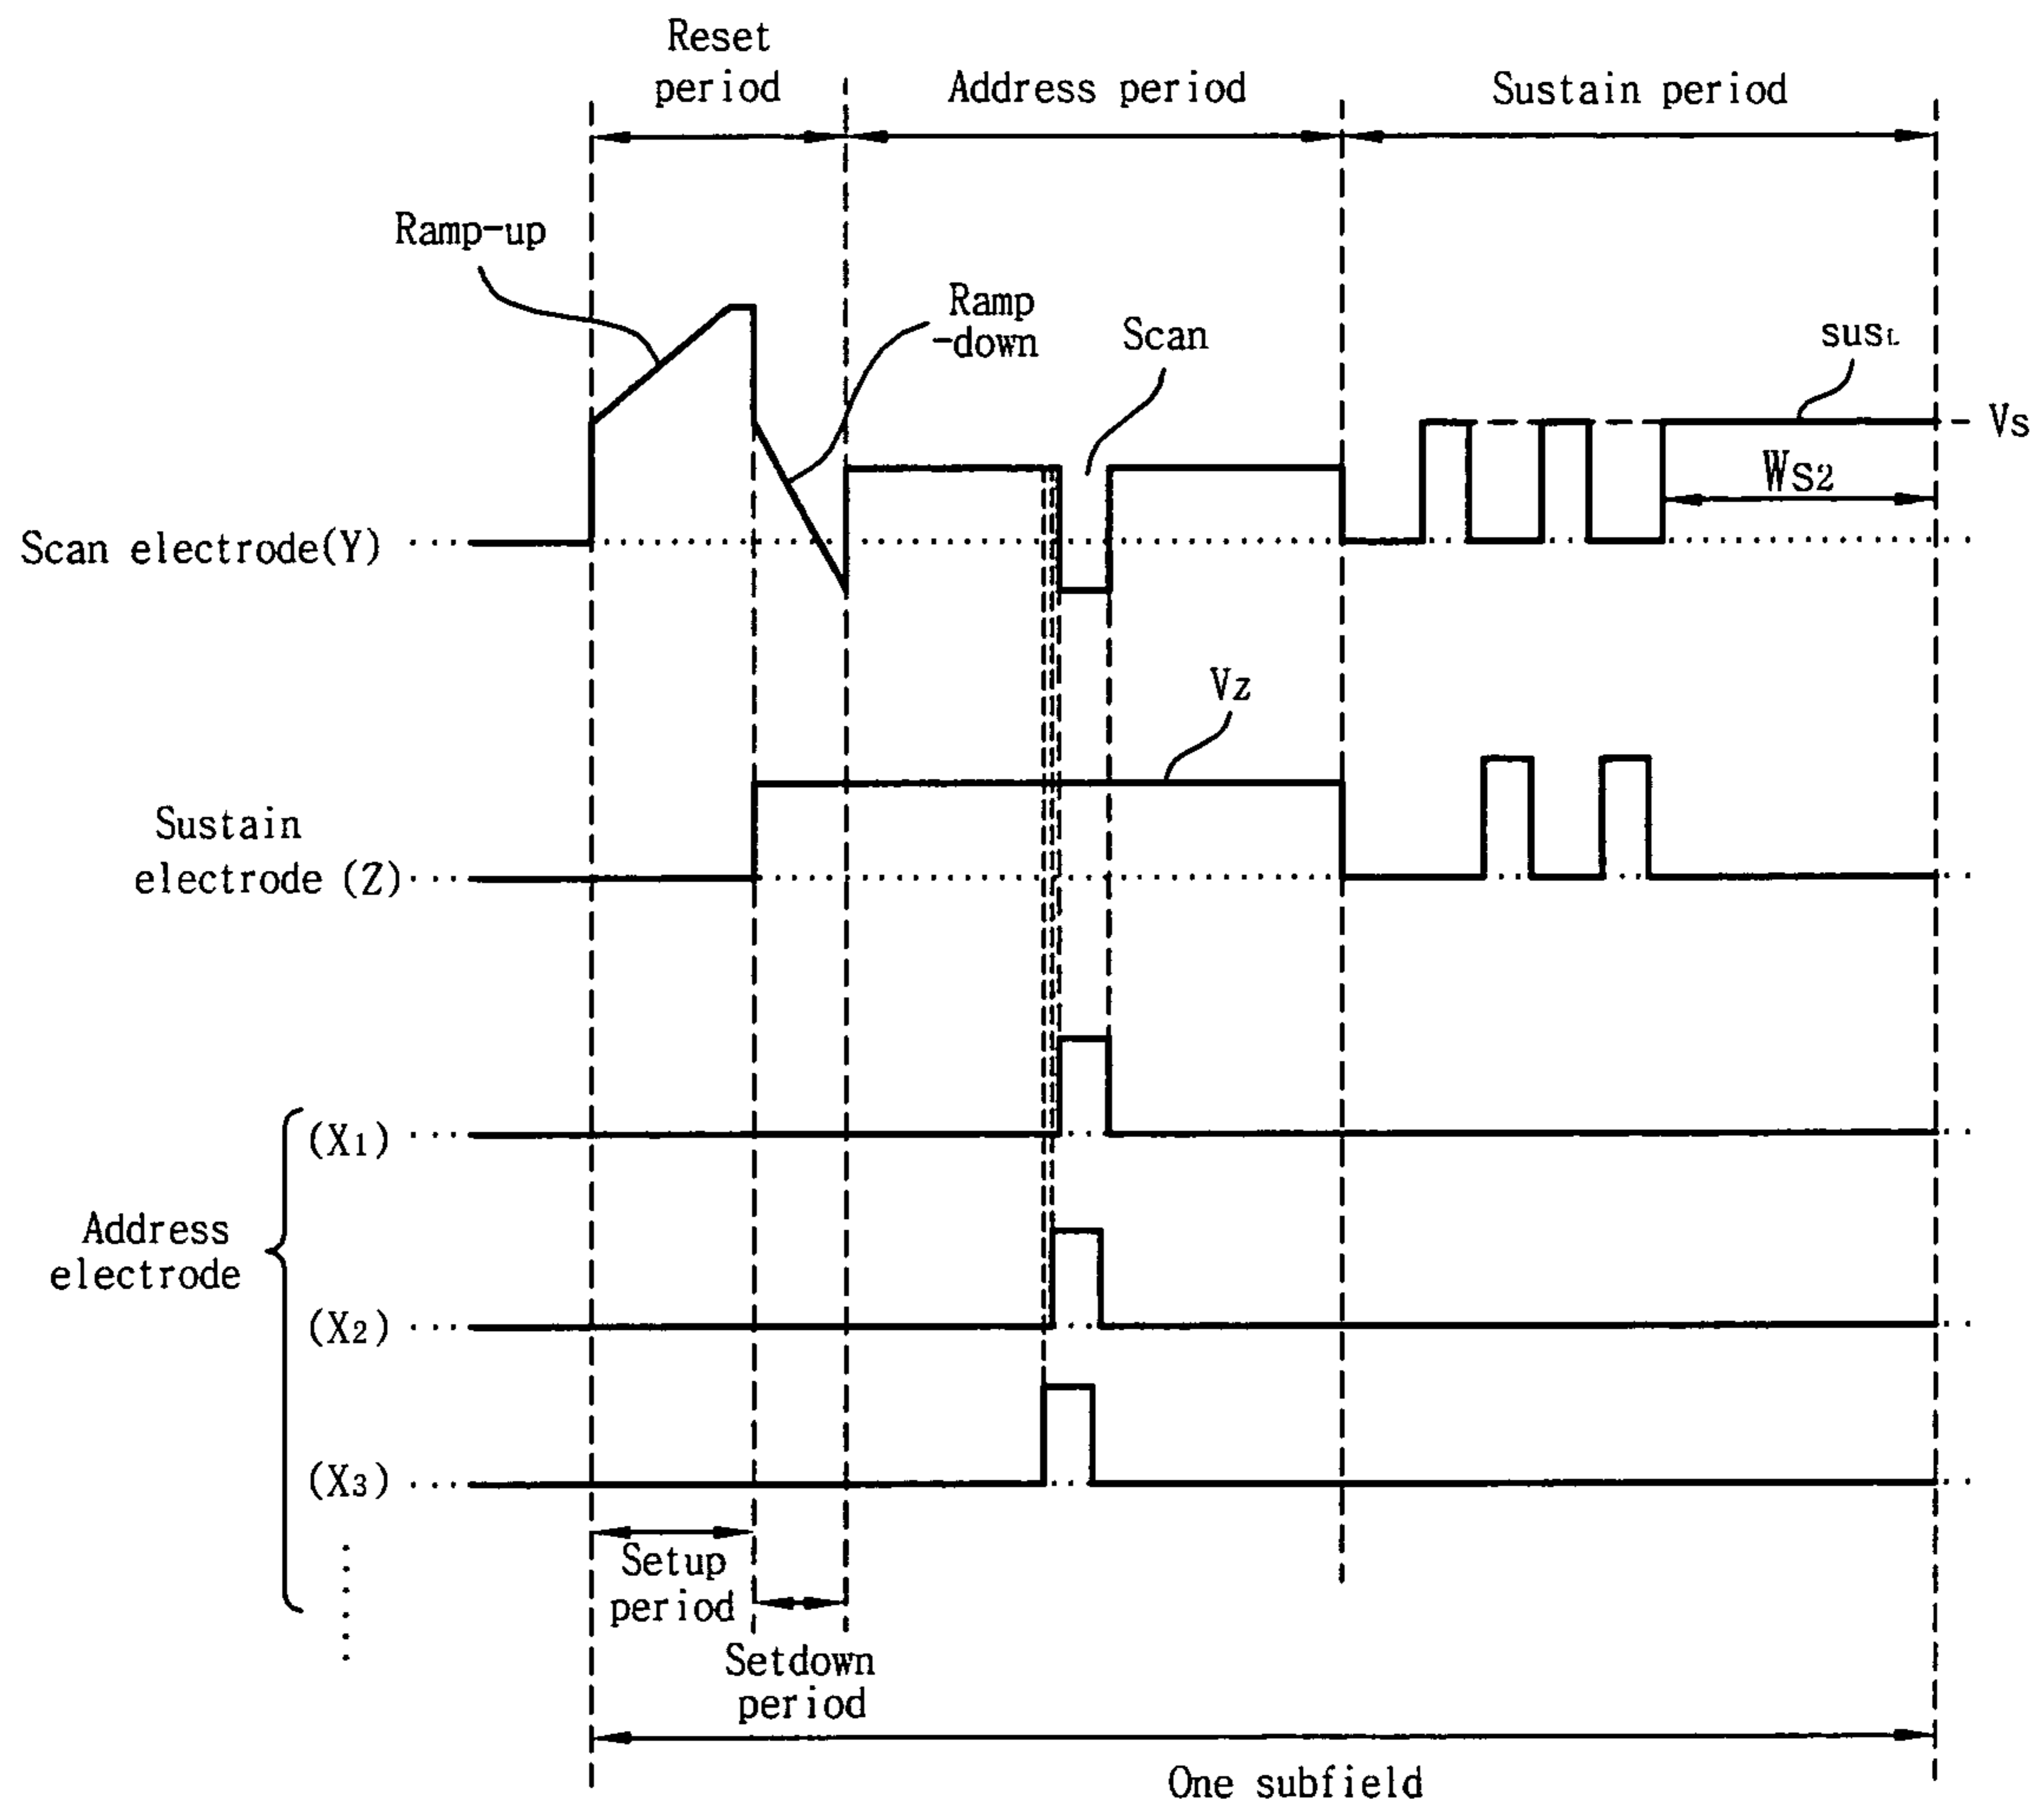 Reset
period
Address period
Sustain period
Ramp-up
Ramp
-down
Scan
susL
Vs
Ws2
Scan electrode(Y)
Vz
Sustain
electrode (Z)
(X1)
Address
electrode
(X2)
(X3)
Setup
period
Setdown
period
One subfield